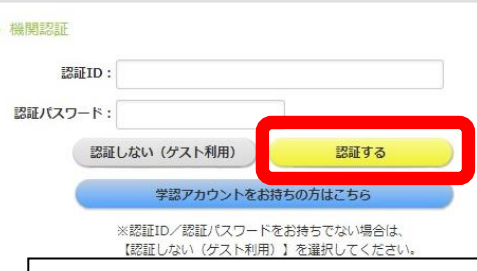 機関認証
認証ID：
認証パスワード：
認証しない（ゲスト利用） 認証する
学認アカウントをお持ちの方はこちら
※認証ID／認証パスワードをお持ちでない場合は、
【認証しない（ゲスト利用）】を選択してください。